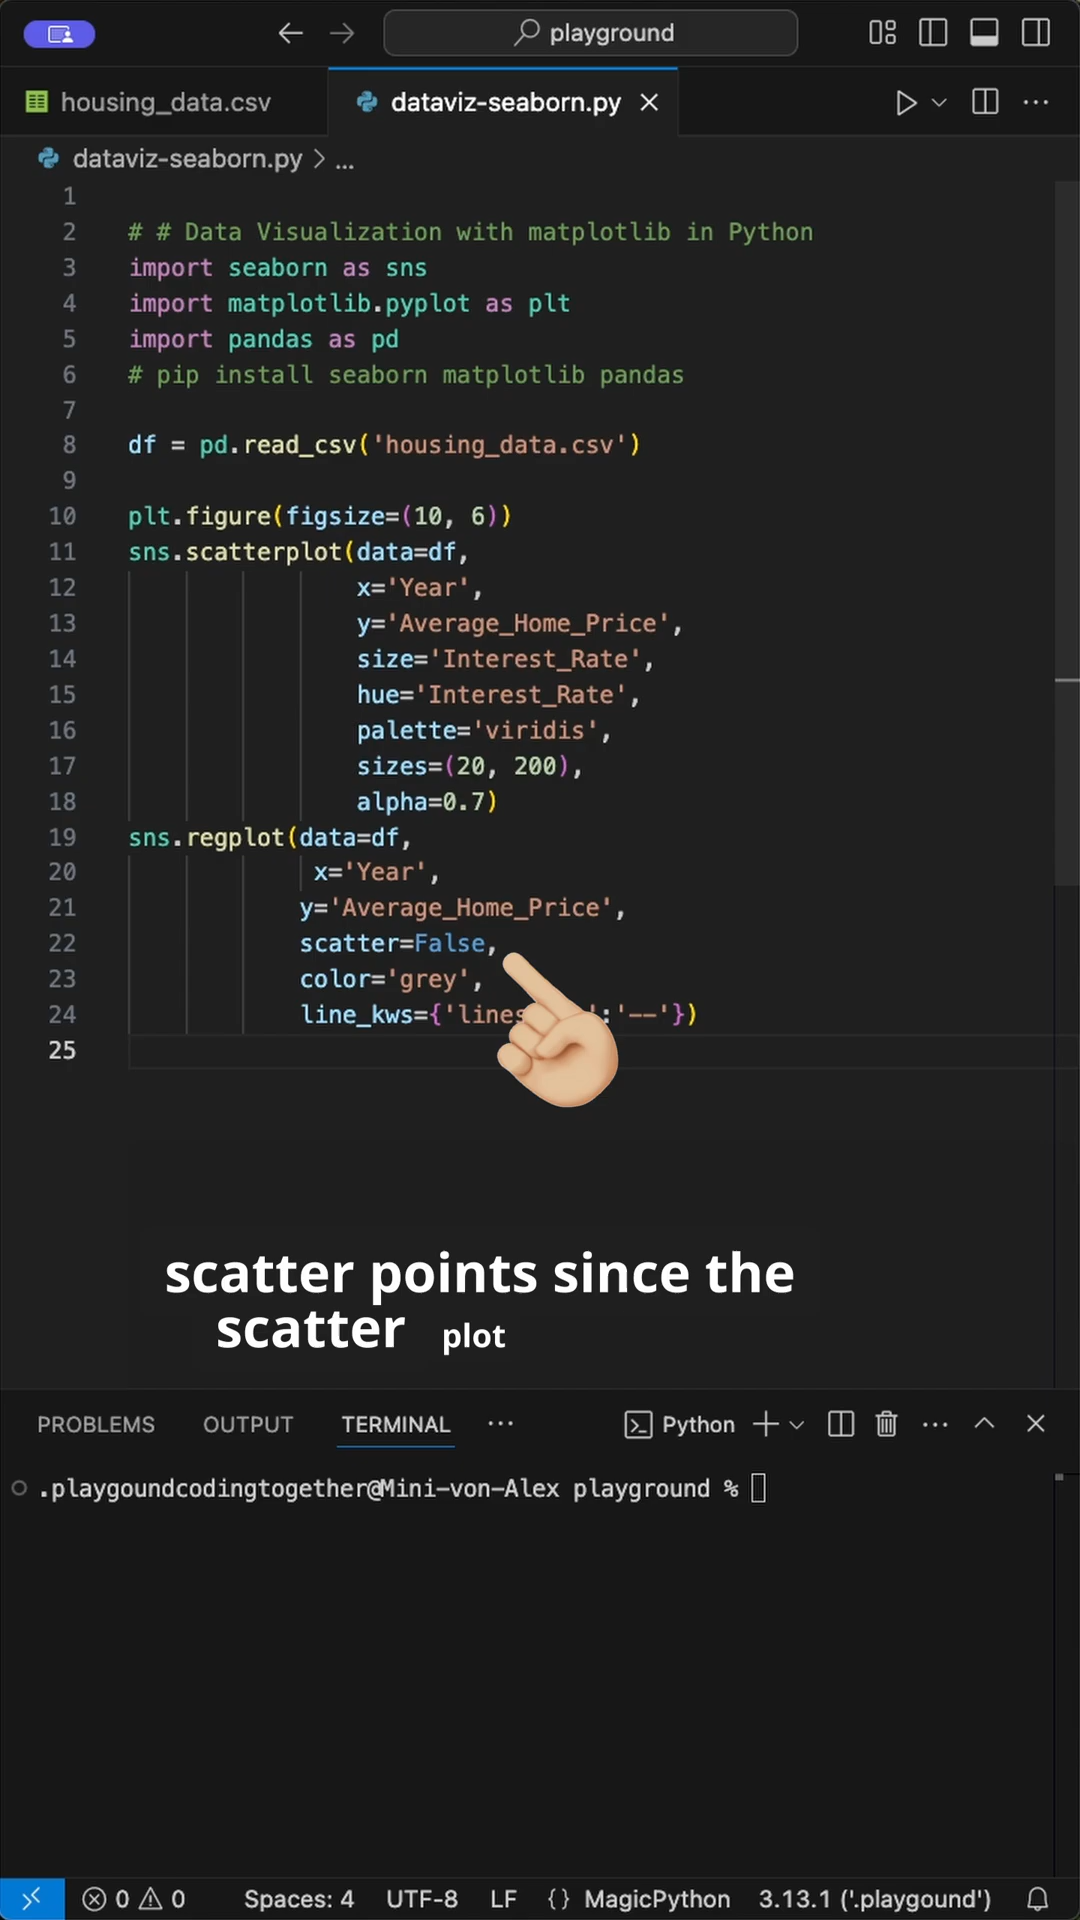 playground
housing_data.csv
dataviz-seaborn.py
dataviz-seaborn.py > ...
1
2 # # Data Visualization with matplotlib in Python
3 import seaborn as sns
4 import matplotlib.pyplot as plt
5 import pandas as pd
6 # pip install seaborn matplotlib pandas
7
8 df = pd.read_csv('housing_data.csv')
9
10 plt.figure(figsize=(10, 6))
11 sns.scatterplot(data=df,
12 x='Year',
13 y='Average_Home_Price',
14 size='Interest_Rate',
15 hue='Interest_Rate',
16 palette='viridis',
17 sizes=(20, 200),
18 alpha=0.7)
19 sns.regplot(data=df,
20 x='Year',
21 y='Average_Home_Price',
22 scatter=False,
23 color='grey',
24 line_kws={ ':'--'})
25
scatter points since the
scatter plot
PROBLEMS OUTPUT TERMINAL ... Python
.playgoundcodingtogether@Mini-von-Alex playground %
0 0 Spaces: 4 UTF-8 LF {} MagicPython 3.13.1 ('.playgound')